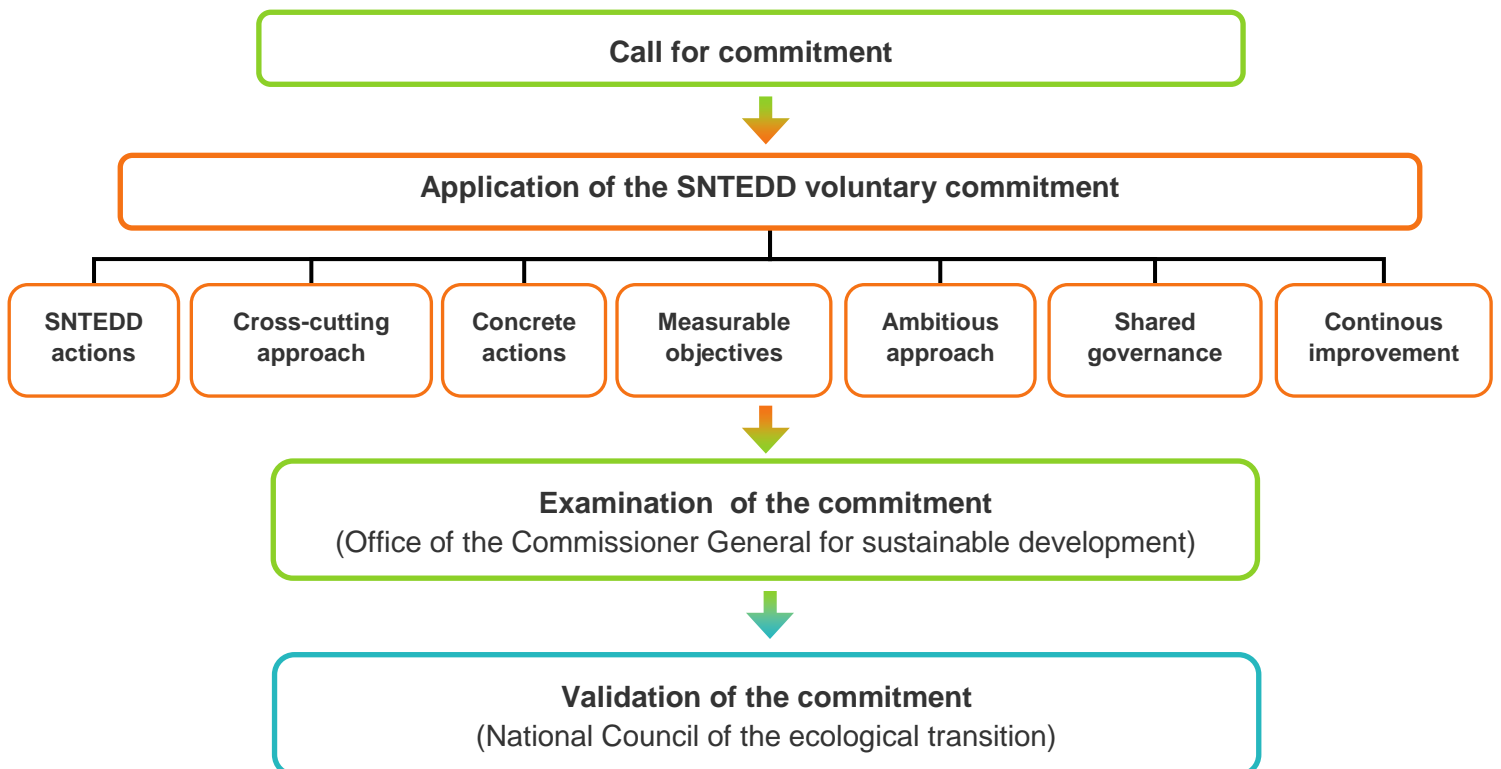 Call for commitment
Application of the SNTEDD voluntary commitment
SNTEDD
actions
Cross-cutting
approach
Concrete
actions
Measurable
objectives
Ambitious
approach
Shared
governance
Continous
improvement
Examination  of the commitment
(Office of the Commissioner General for sustainable development)
Validation of the commitment
(National Council of the ecological transition)